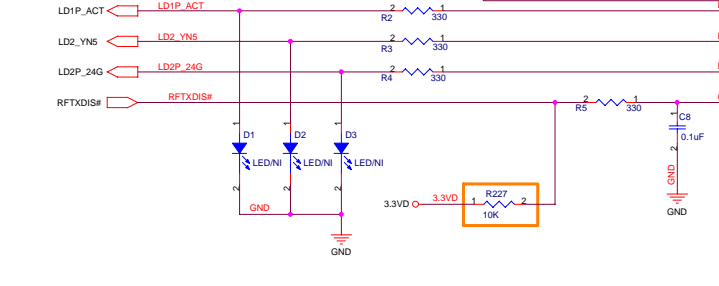 LD1P_ACT LD1P_ACT 2 1
R2 330
LD2_YN5 LD2_YN5 2 1
R3 330
LD2P_24G LD2P_24G 2 1
R4 330
RFTXDIS# RFTXDIS# 2 1
R5 330
1 1 1 1 C8
D1 D2 D3 0.1uF
LED/NI LED/NI LED/NI 2
2 2 2 GND
3.3VD 3.3VD 1 R227 2
GND 10K GND
GND